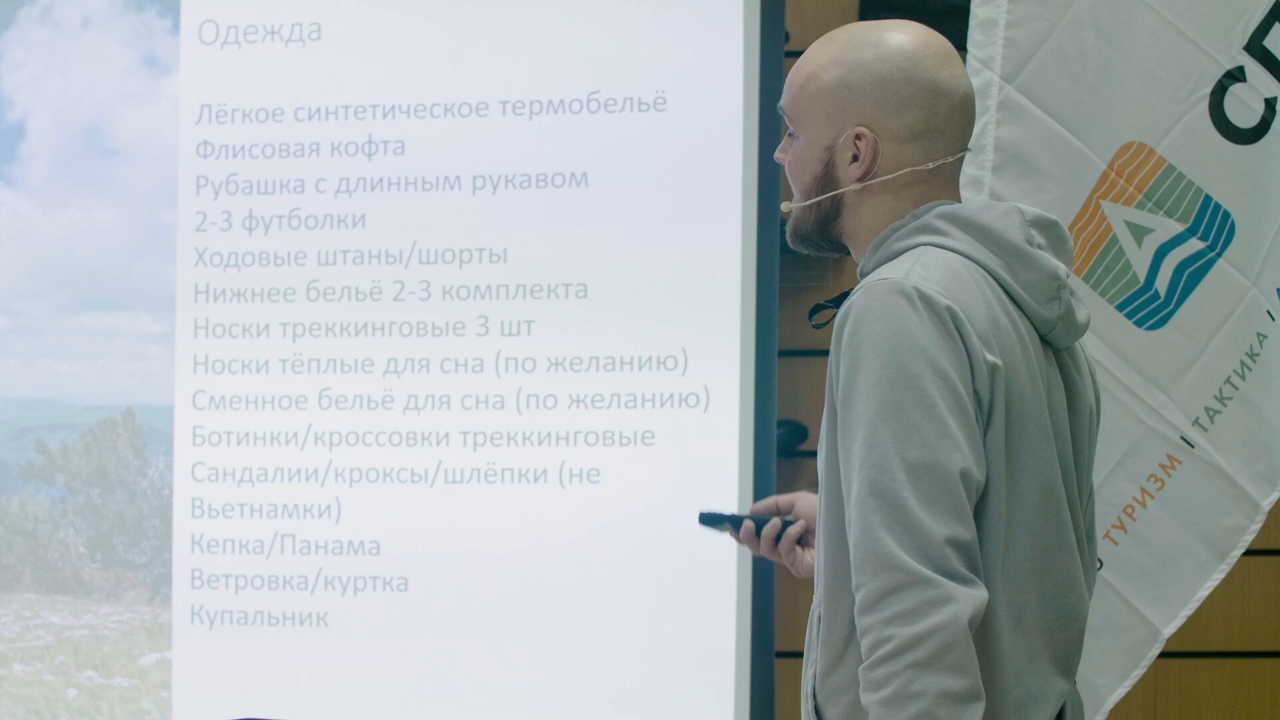 Одежда
Лёгкое синтетическое термобельё
Флисовая кофта
Рубашка с длинным рукавом
2-3 футболки
Ходовые штаны/шорты
Нижнее бельё 2-3 комплекта
Носки треккинговые 3 шт
Носки тёплые для сна (по желанию)
Сменное бельё для сна (по желанию)
Ботинки/кроссовки треккинговые
Сандалии/кроксы/шлёпки (не
Вьетнамки)
Кепка/Панама
Ветровка/куртка
Купальник
ТУРИЗМ | ТАКТИКА |